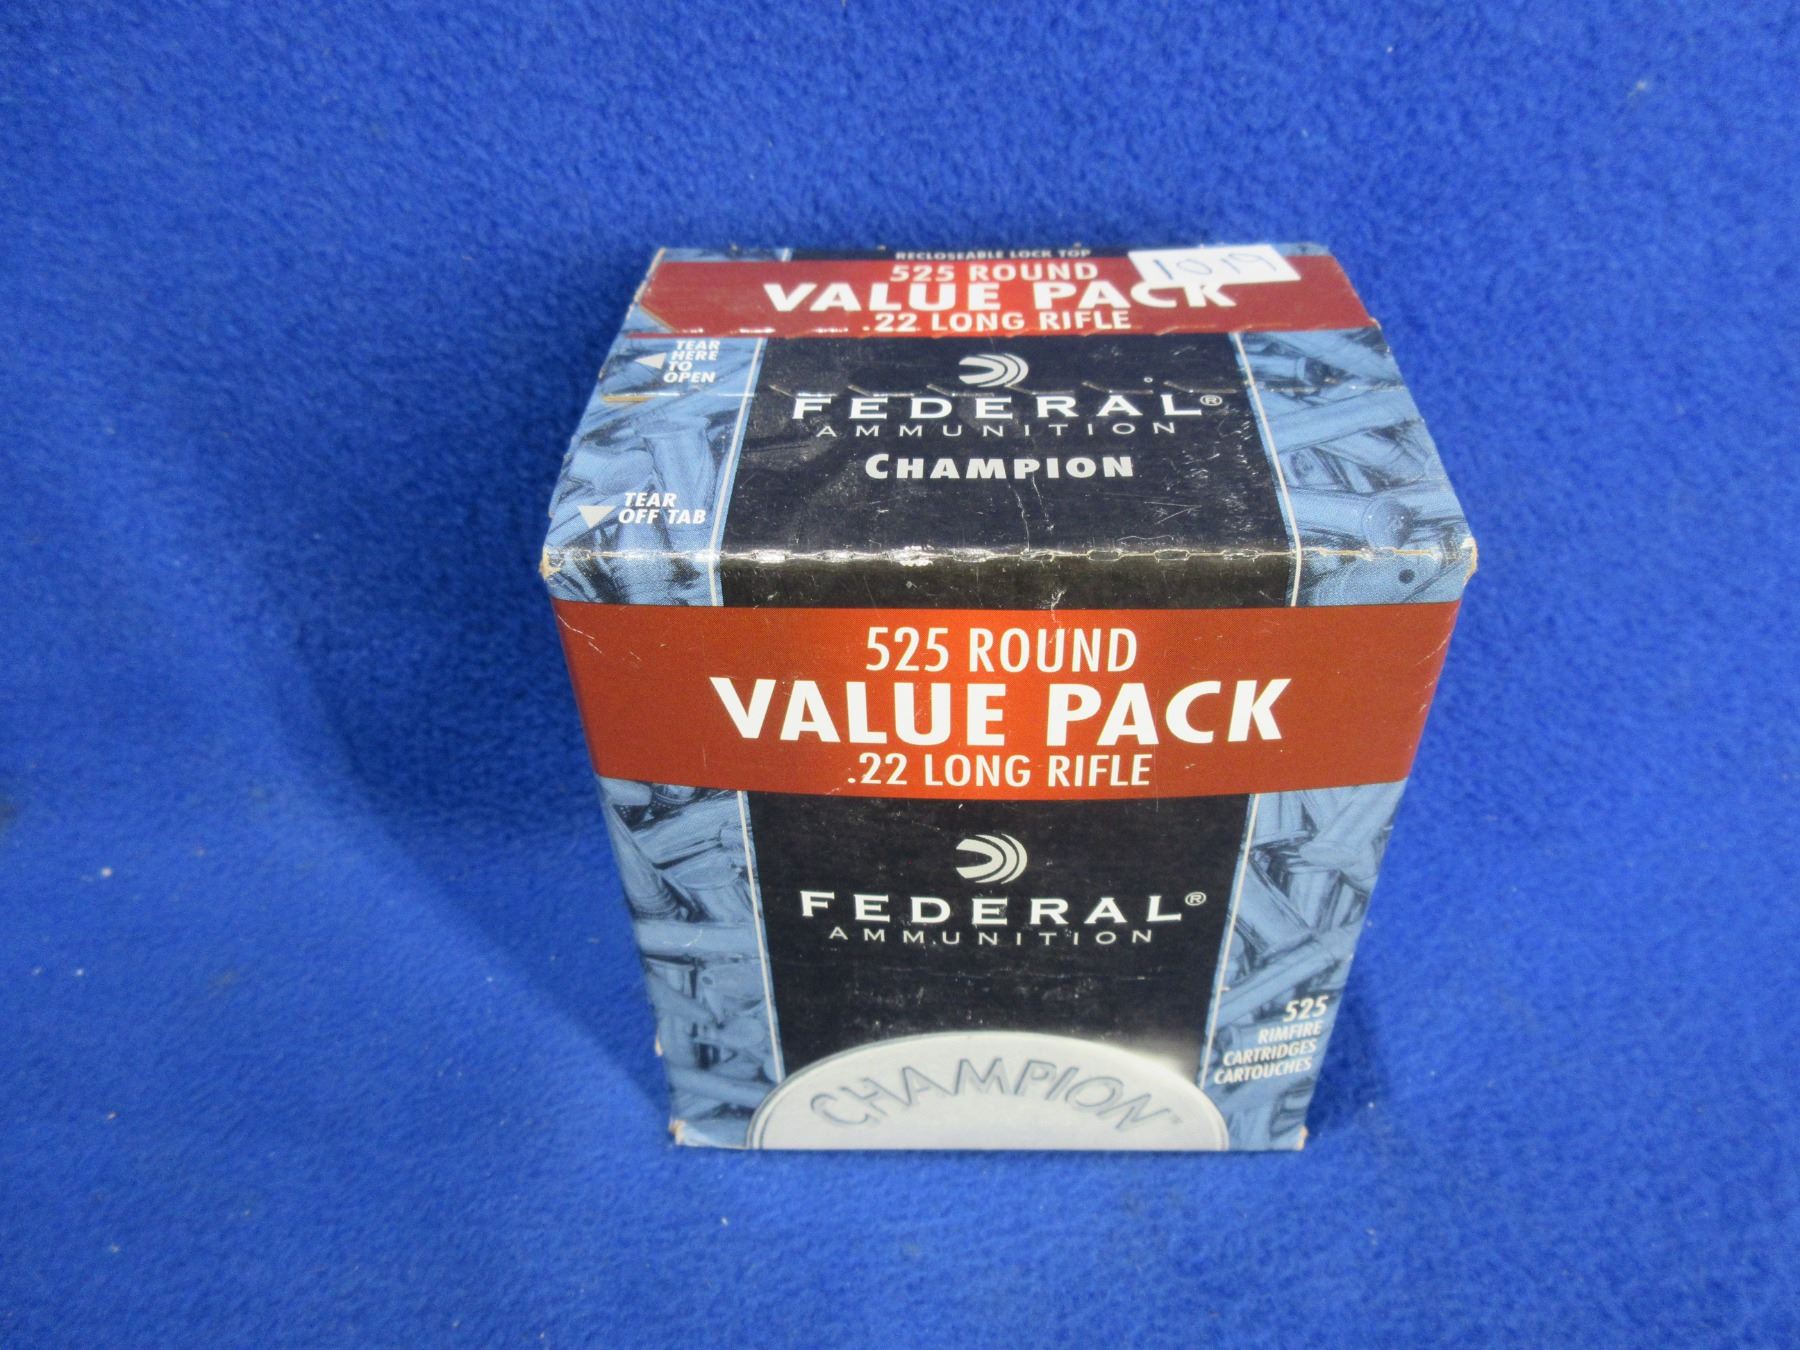 RECLOSEABLE LOCK TOP
1019
525 ROUND
VALUE PACK
.22 LONG RIFLE
TEAR
HERE
TO
OPEN
FEDERAL®
AMMUNITION
CHAMPION
TEAR
OFF TAB
525 ROUND
VALUE PACK
.22 LONG RIFLE
FEDERAL®
AMMUNITION
525
RIMFIRE
CARTRIDGES
CARTOUCHES
CHAMPION™